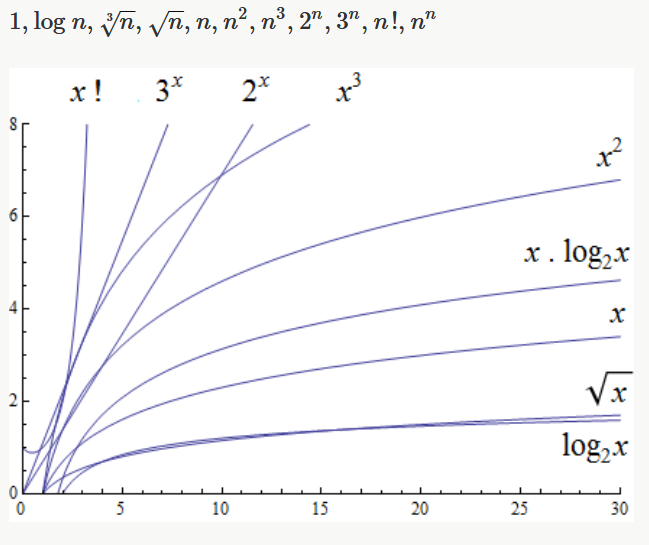 1, log n, ∛n, √n, n, n², n³, 2ⁿ, 3ⁿ, n!, nⁿ
x ! 3ˣ 2ˣ x³
8
x²
6
x . log₂x
4
x
2
√x
log₂x
0
0 5 10 15 20 25 30